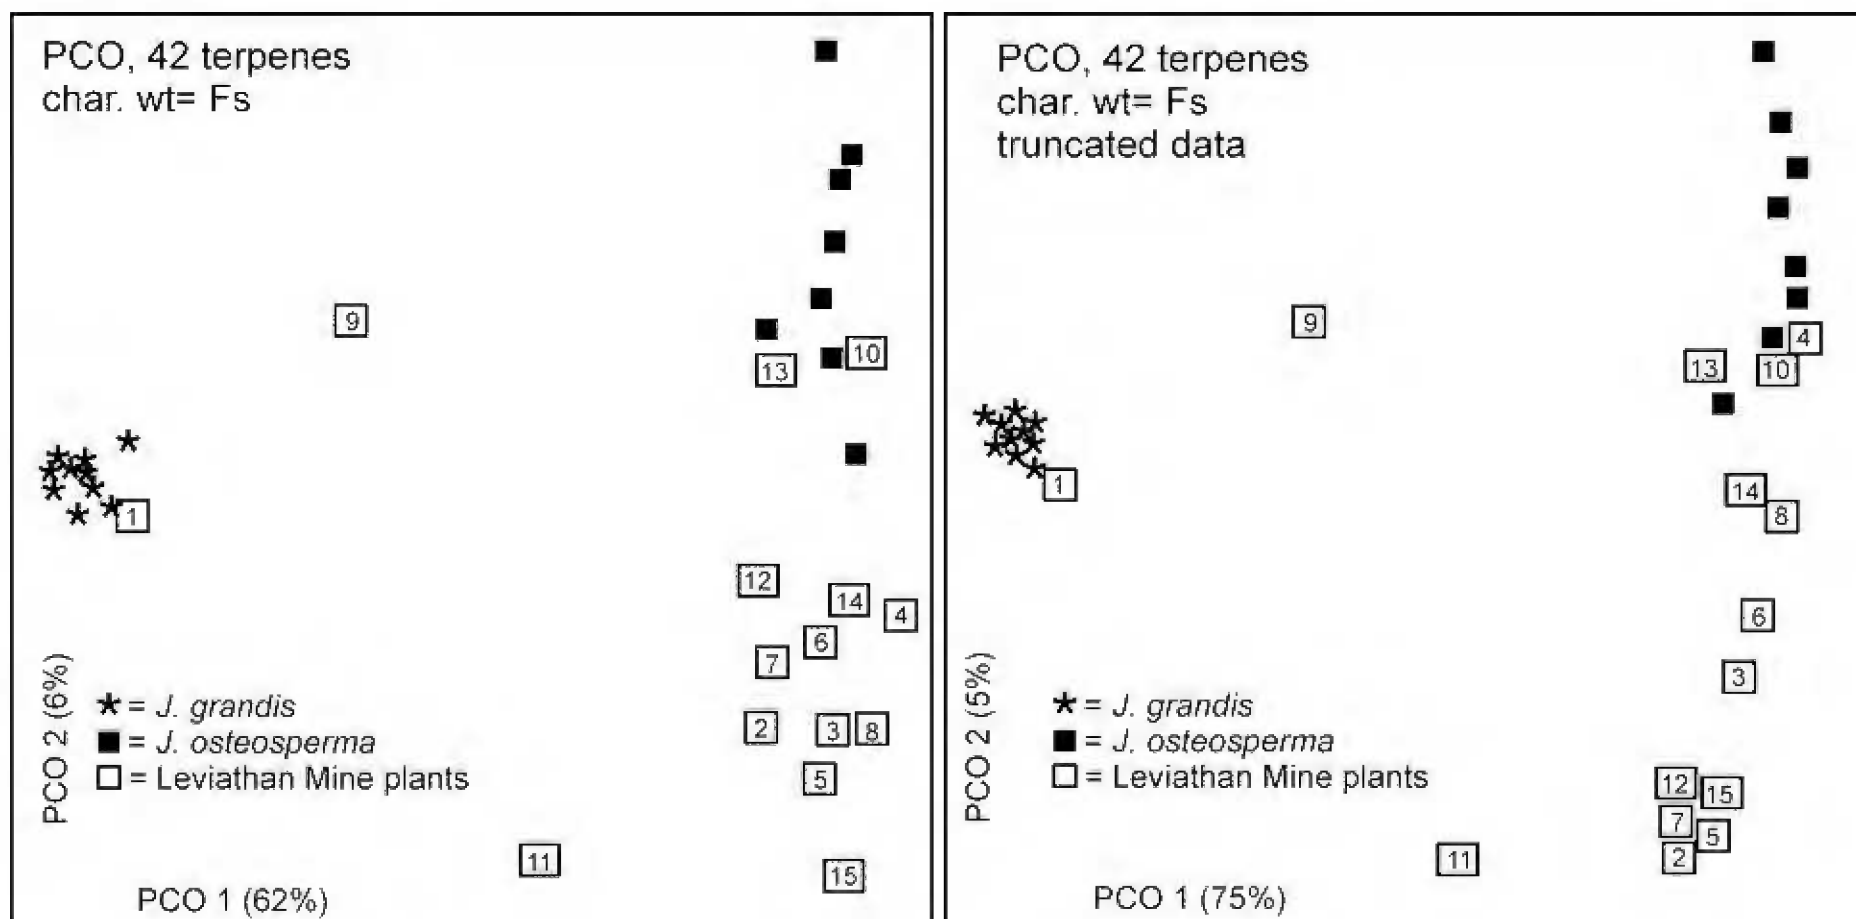 PCO, 42 terpenes
char. wt= Fs
9
13
10
1
12
14
4
6
7
2
3
8
5
11
15
PCO 2 (6%)
★ = J. grandis
■ = J. osteosperma
□ = Leviathan Mine plants
PCO 1 (62%)
PCO, 42 terpenes
char. wt= Fs
truncated data
9
4
13
10
1
14
8
6
3
12
15
7
5
2
11
PCO 2 (5%)
★ = J. grandis
■ = J. osteosperma
□ = Leviathan Mine plants
PCO 1 (75%)